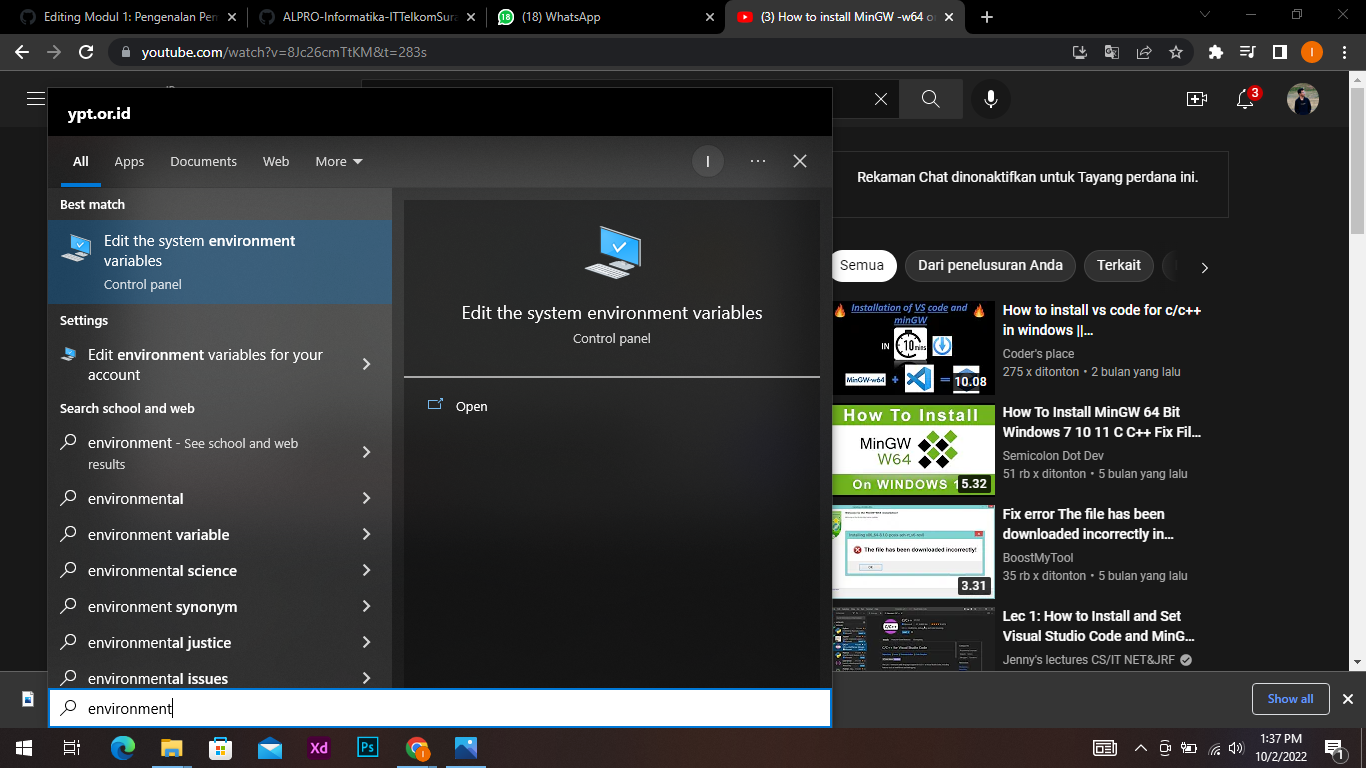 Editing Modul 1: Pengenalan Pem
ALPRO-Informatika-ITTelkomSura
(18) WhatsApp
(3) How to install MinGW -w64 o
youtube.com/watch?v=8Jc26cmTtKM&t=283s
3
ypt.or.id
All
Apps
Documents
Web
More
I
Best match
Edit the system environment
variables
Control panel
Settings
Edit environment variables for your
account
Search school and web
environment - See school and web
results
environmental
environment variable
environmental science
environment synonym
environmental justice
environmental issues
environment
Edit the system environment variables
Control panel
Open
Rekaman Chat dinonaktifkan untuk Tayang perdana ini.
Semua
Dari penelusuran Anda
Terkait
Installation of VS code and
minGW
IN
10 mins
MinGW-w64
10.08
How to install vs code for c/c++
in windows ||...
Coder's place
275 x ditonton • 2 bulan yang lalu
How To Install
MinGW
W64
On WINDOWS 1
5.32
How To Install MinGW 64 Bit
Windows 7 10 11 C C++ Fix Fil...
Semicolon Dot Dev
51 rb x ditonton • 5 bulan yang lalu
The file has been downloaded incorrectly!
OK
3.31
Fix error The file has been
downloaded incorrectly in...
BoostMyTool
35 rb x ditonton • 5 bulan yang lalu
C/C++
C/C++ for Visual Studio Code
Lec 1: How to Install and Set
Visual Studio Code and MinG...
Jenny's lectures CS/IT NET&JRF
Show all
Xd
Ps
1:37 PM
10/2/2022
1